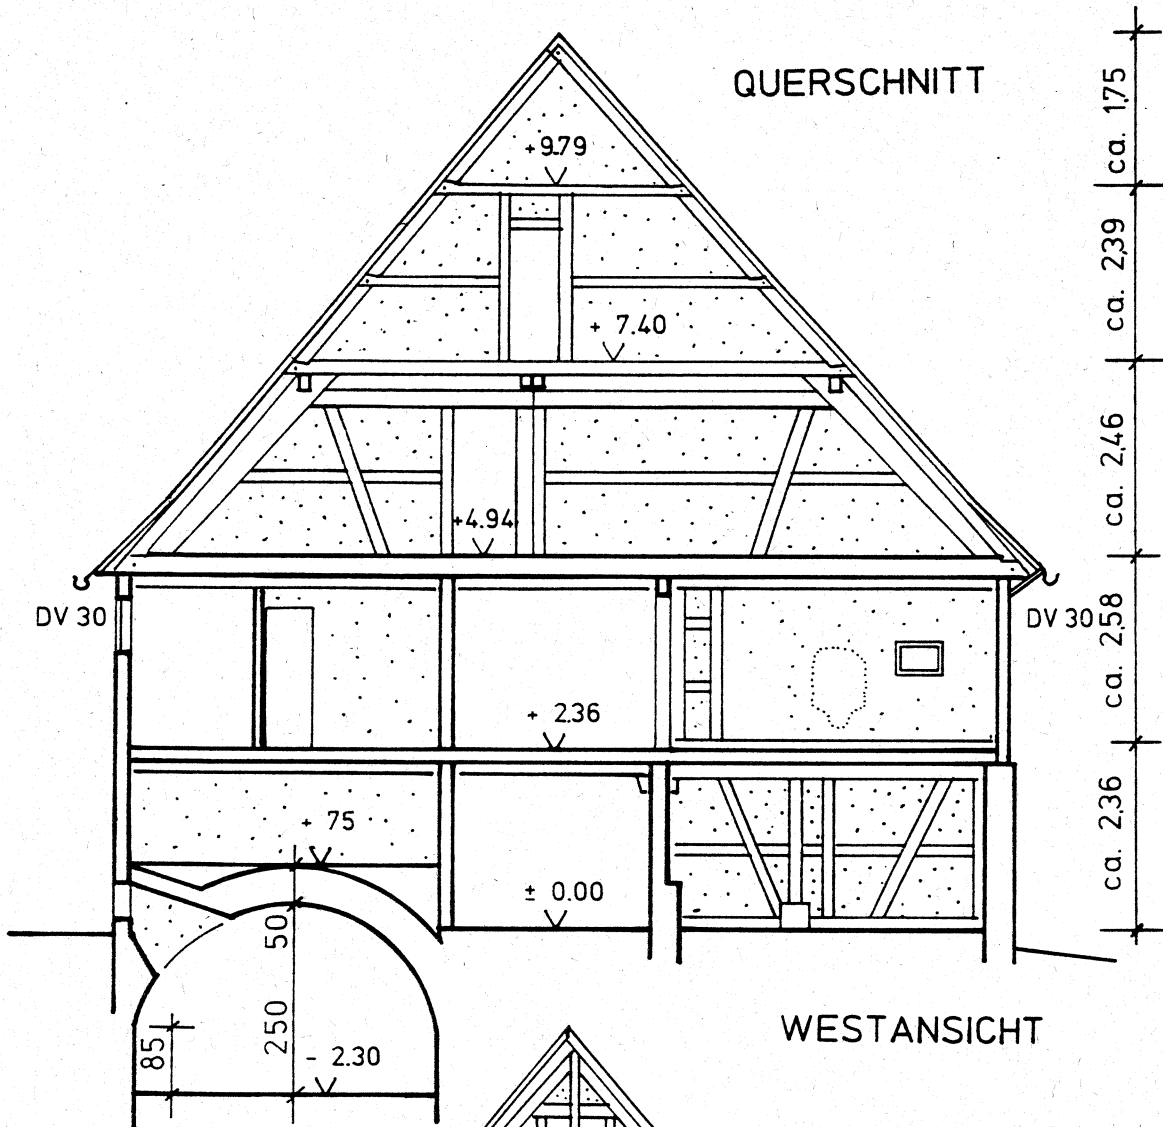 QUERSCHNITT
ca. 1,75
+ 9.79
ca. 2,39
+ 7.40
ca. 2,46
+4.94
DV 30
DV 30
ca. 2,58
+ 2.36
ca. 2,36
+ 75
± 0.00
50
250
85
- 2.30
WESTANSICHT